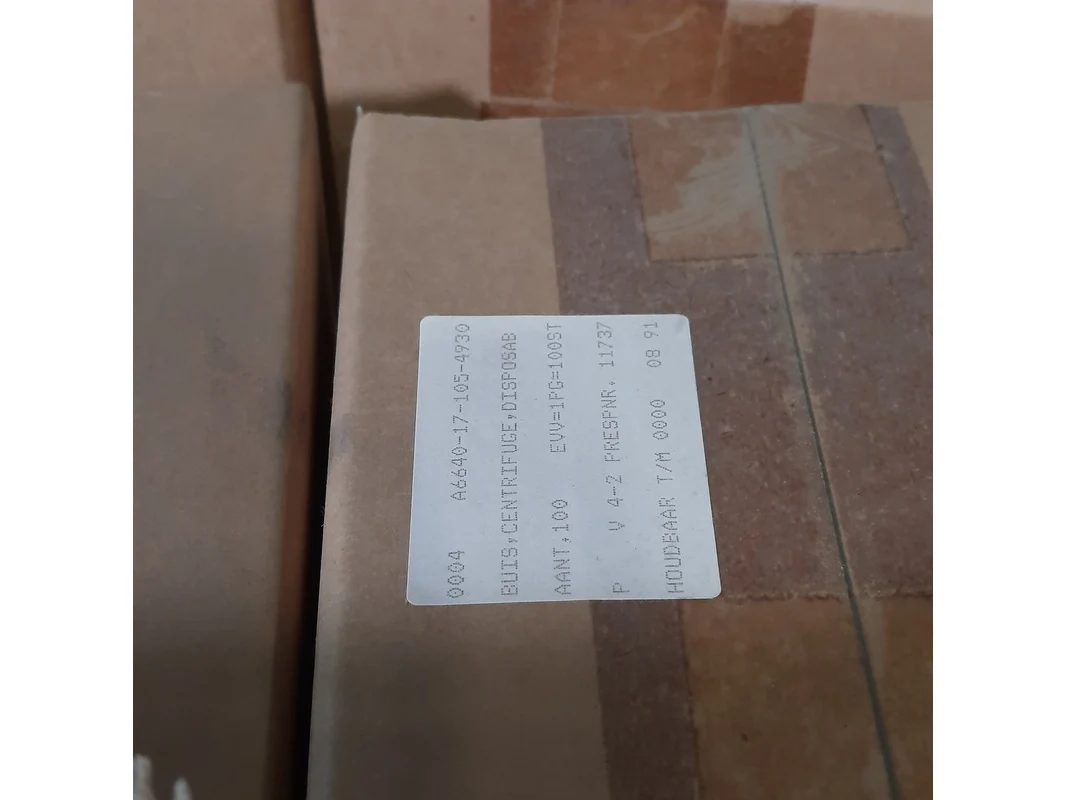 0004 A6640-17-105-4930
BUIS,CENTRIFUGE,DISPOSAB
AANT,100 EVV=1PG=100ST
P V 4-2 PRESPNR. 11737
HOUDBAAR T/M 0000 08 91